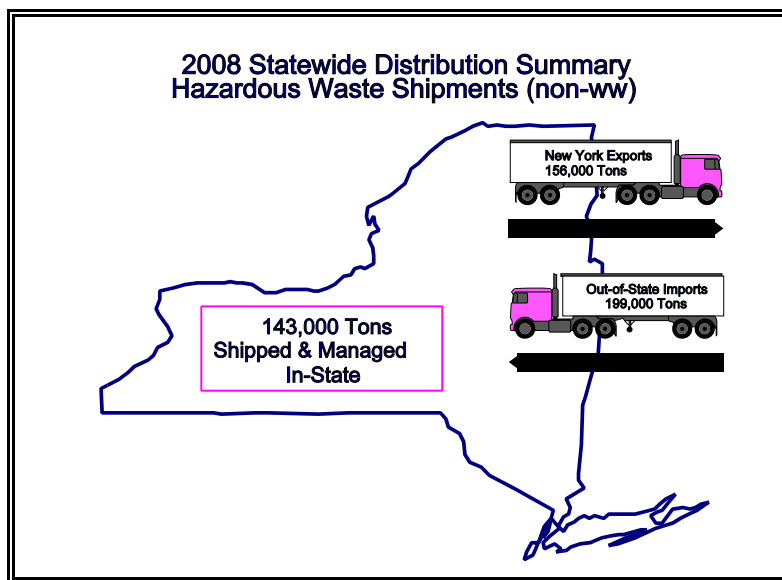 2008 Statewide Distribution Summary
Hazardous Waste Shipments (non-ww)
New York Exports
156,000 Tons
Out-of-State Imports
199,000 Tons
143,000 Tons
Shipped & Managed
In-State